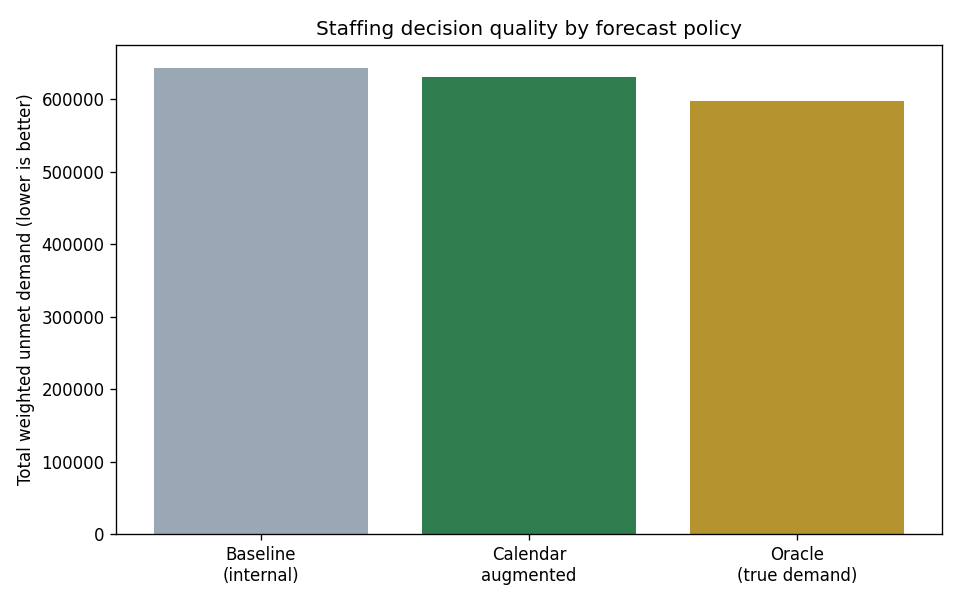 Staffing decision quality by forecast policy
Total weighted unmet demand (lower is better)
600000
500000
400000
300000
200000
100000
0
Baseline
(internal)
Calendar
augmented
Oracle
(true demand)